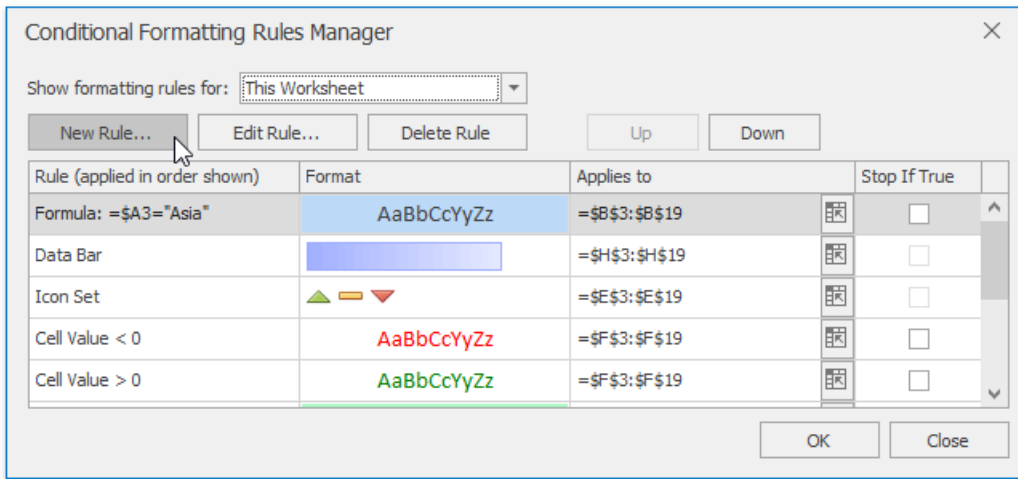 Conditional Formatting Rules Manager
Show formatting rules for: This Worksheet
New Rule... Edit Rule... Delete Rule Up Down
Rule (applied in order shown) Format Applies to Stop If True
Formula: =$A3="Asia" AaBbCcYyZz =$B$3:$B$19
Data Bar =$H$3:$H$19
Icon Set =$E$3:$E$19
Cell Value < 0 AaBbCcYyZz =$F$3:$F$19
Cell Value > 0 AaBbCcYyZz =$F$3:$F$19
OK Close